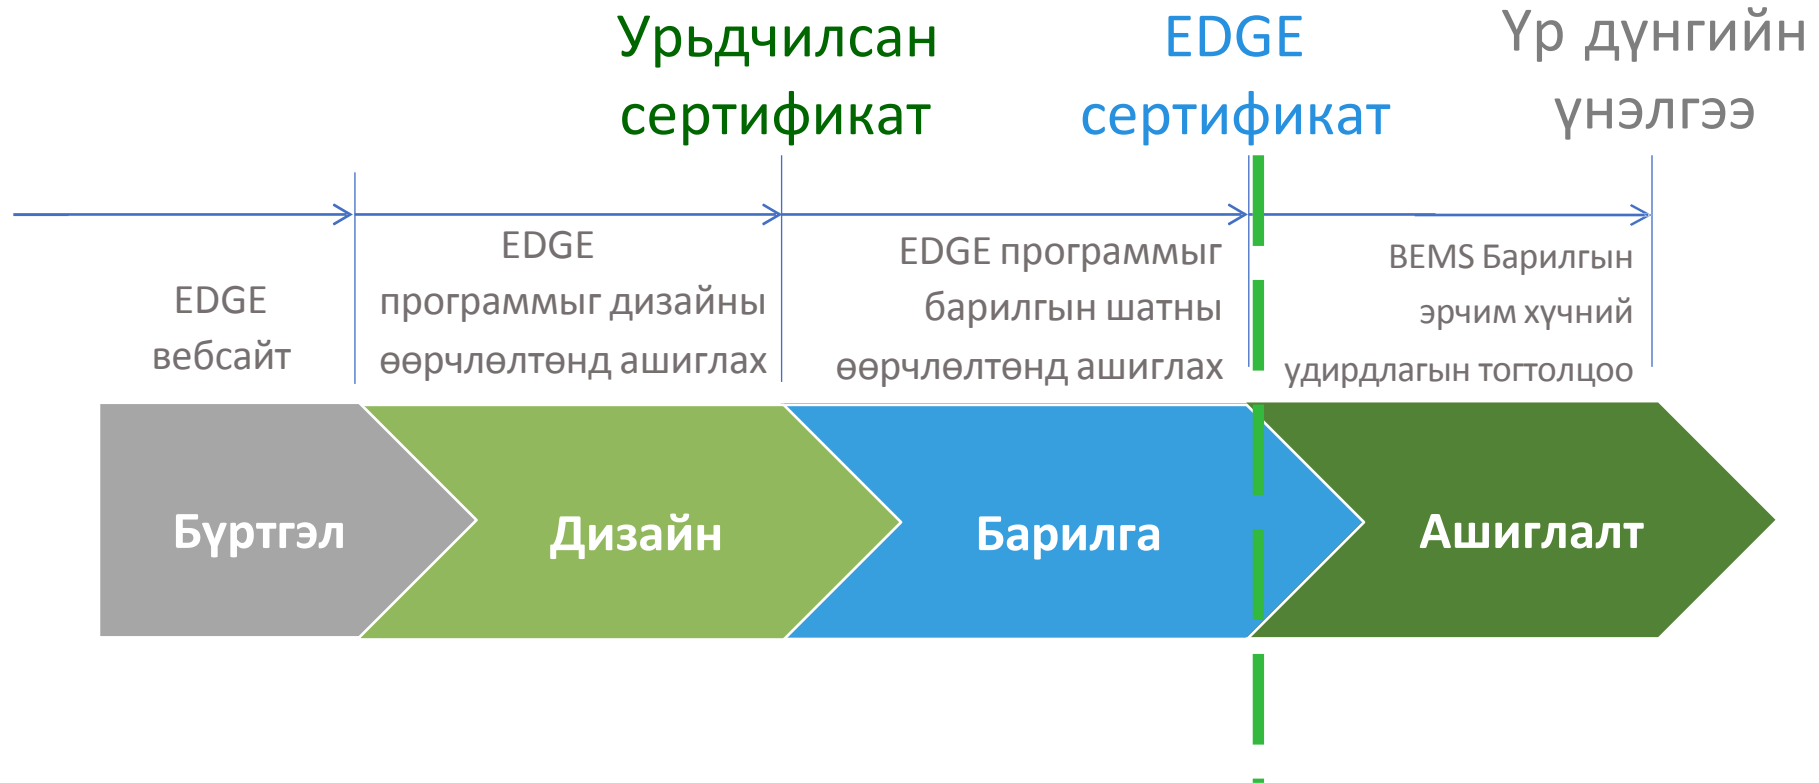 Урьдчилсан
сертификат
EDGE
сертификат
Үр дүнгийн
үнэлгээ
EDGE
вебсайт
EDGE
программыг дизайны
өөрчлөлтөнд ашиглах
EDGE программыг
барилгын шатны
өөрчлөлтөнд ашиглах
BEMS Барилгын
эрчим хүчний
удирдлагын тогтолцоо
Бүртгэл
Дизайн
Барилга
Ашиглалт